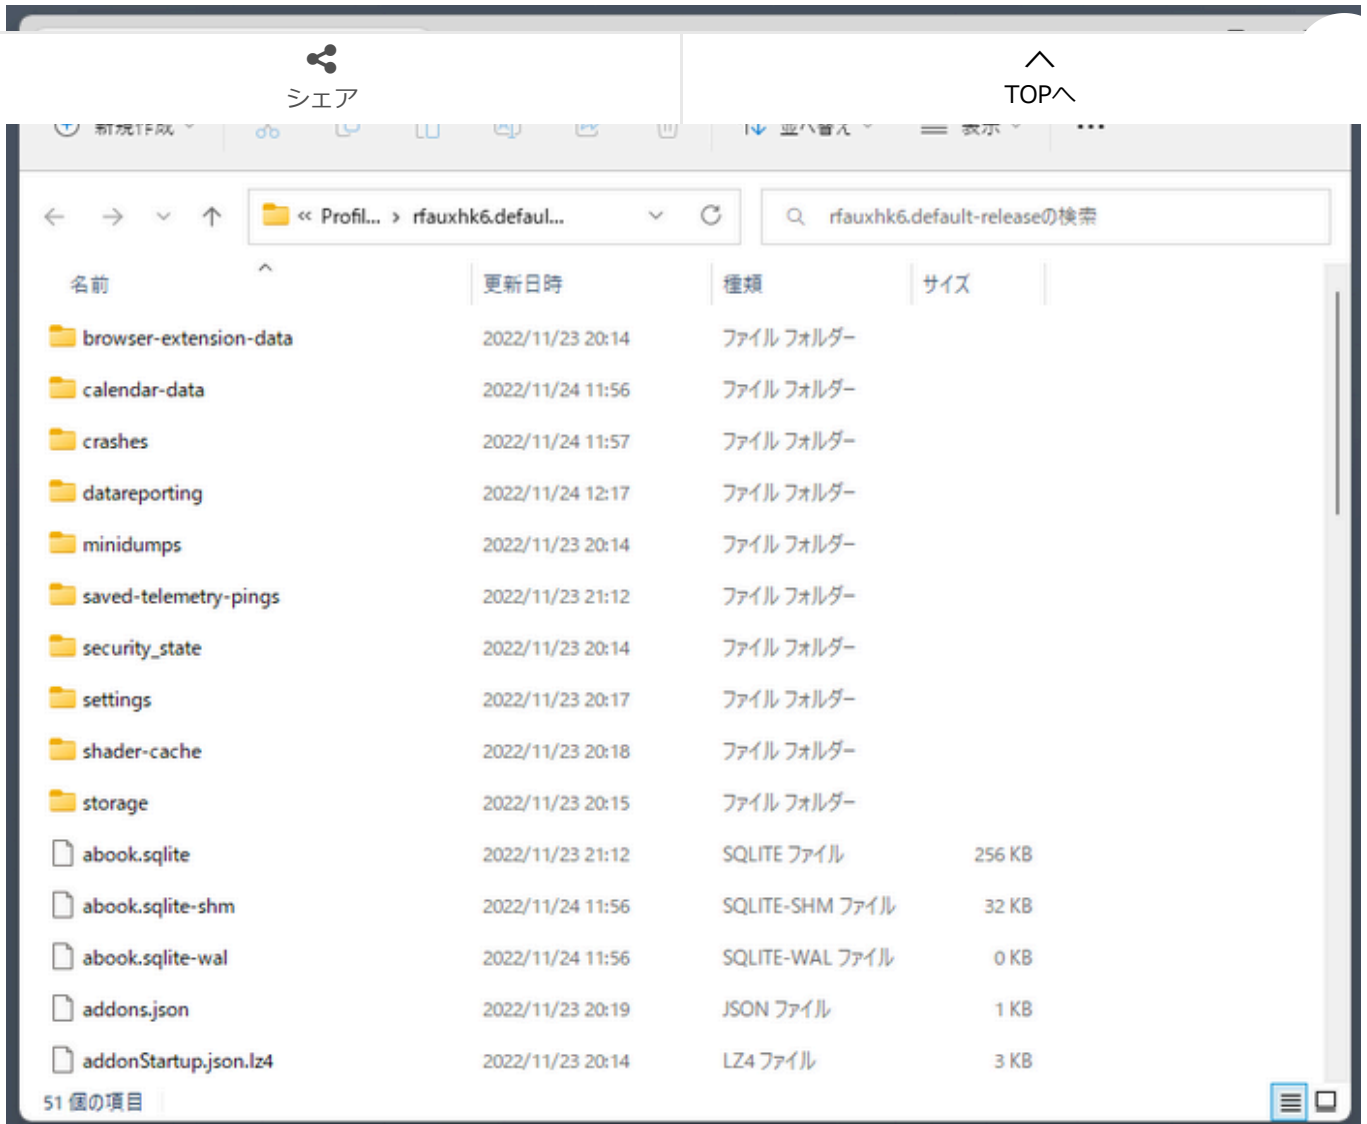 シェア
TOPへ
新規作成 並べ替え 表示 ...
« Profil... › rfauxhk6.defaul... rfauxhk6.default-releaseの検索
名前 更新日時 種類 サイズ
browser-extension-data 2022/11/23 20:14 ファイル フォルダー
calendar-data 2022/11/24 11:56 ファイル フォルダー
crashes 2022/11/24 11:57 ファイル フォルダー
datareporting 2022/11/24 12:17 ファイル フォルダー
minidumps 2022/11/23 20:14 ファイル フォルダー
saved-telemetry-pings 2022/11/23 21:12 ファイル フォルダー
security_state 2022/11/23 20:14 ファイル フォルダー
settings 2022/11/23 20:17 ファイル フォルダー
shader-cache 2022/11/23 20:18 ファイル フォルダー
storage 2022/11/23 20:15 ファイル フォルダー
abook.sqlite 2022/11/23 21:12 SQLITE ファイル 256 KB
abook.sqlite-shm 2022/11/24 11:56 SQLITE-SHM ファイル 32 KB
abook.sqlite-wal 2022/11/24 11:56 SQLITE-WAL ファイル 0 KB
addons.json 2022/11/23 20:19 JSON ファイル 1 KB
addonStartup.json.lz4 2022/11/23 20:14 LZ4 ファイル 3 KB
51 個の項目